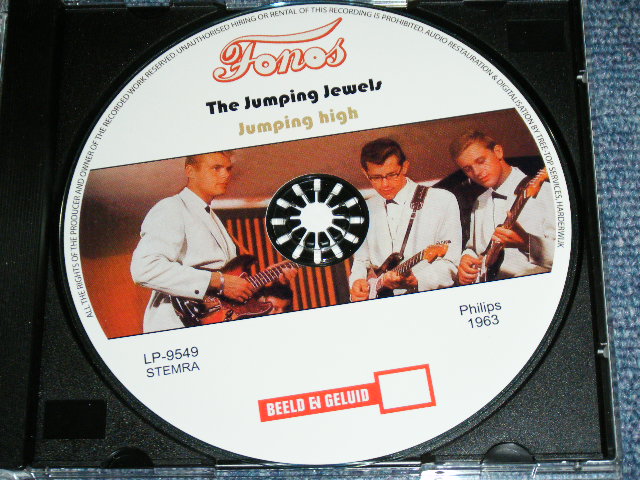 ALL THE RIGHTS OF THE PRODUCER AND OWNER OF THE RECORDED WORK RESERVED. UNAUTHORISED HIRING OR RENTAL OF THIS RECORDING IS PROHIBITED. AUDIO RESTAURATION & DIGITALISATION BY TREE-TOP SERVICES, HARDERWIJK
Fonos
The Jumping Jewels
Jumping high
LP-9549
STEMRA
Philips
1963
BEELD EN GELUID